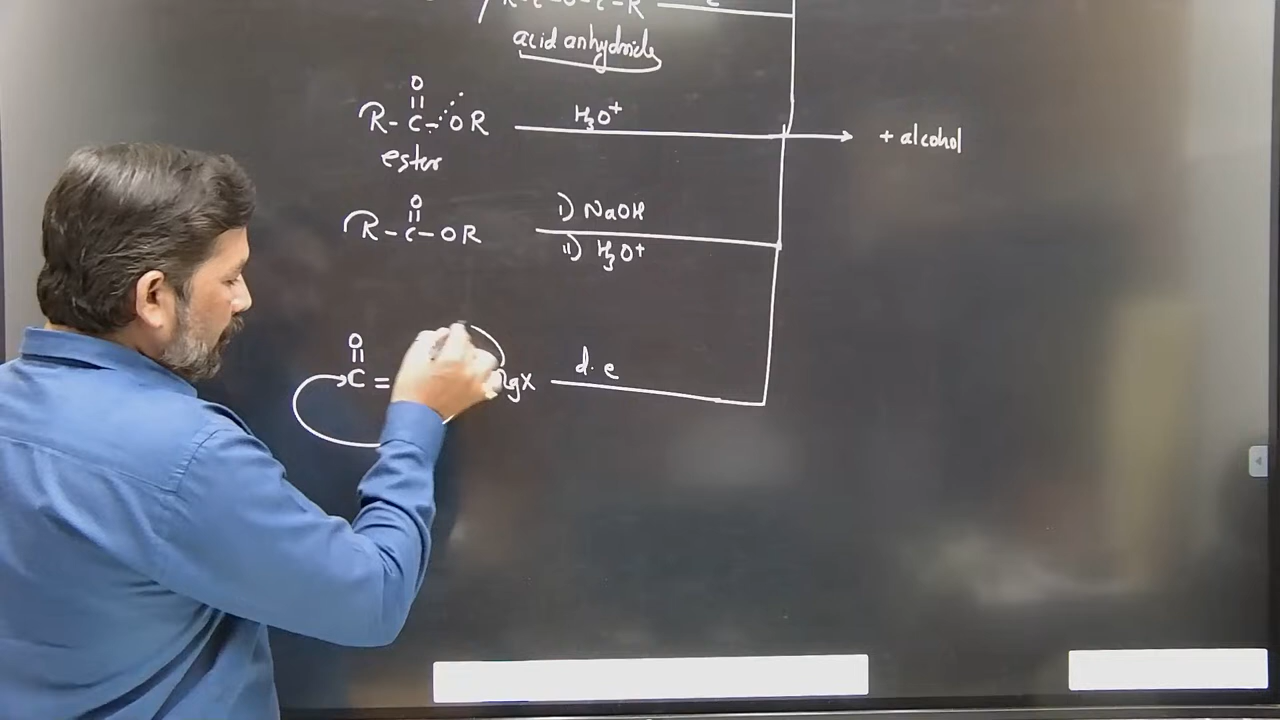 acid anhydride
O
||
R-C-OR H3O+ + alcohol
ester
O
||
R-C-OR i) NaOH
ii) H3O+
O
||
C= gX d.e